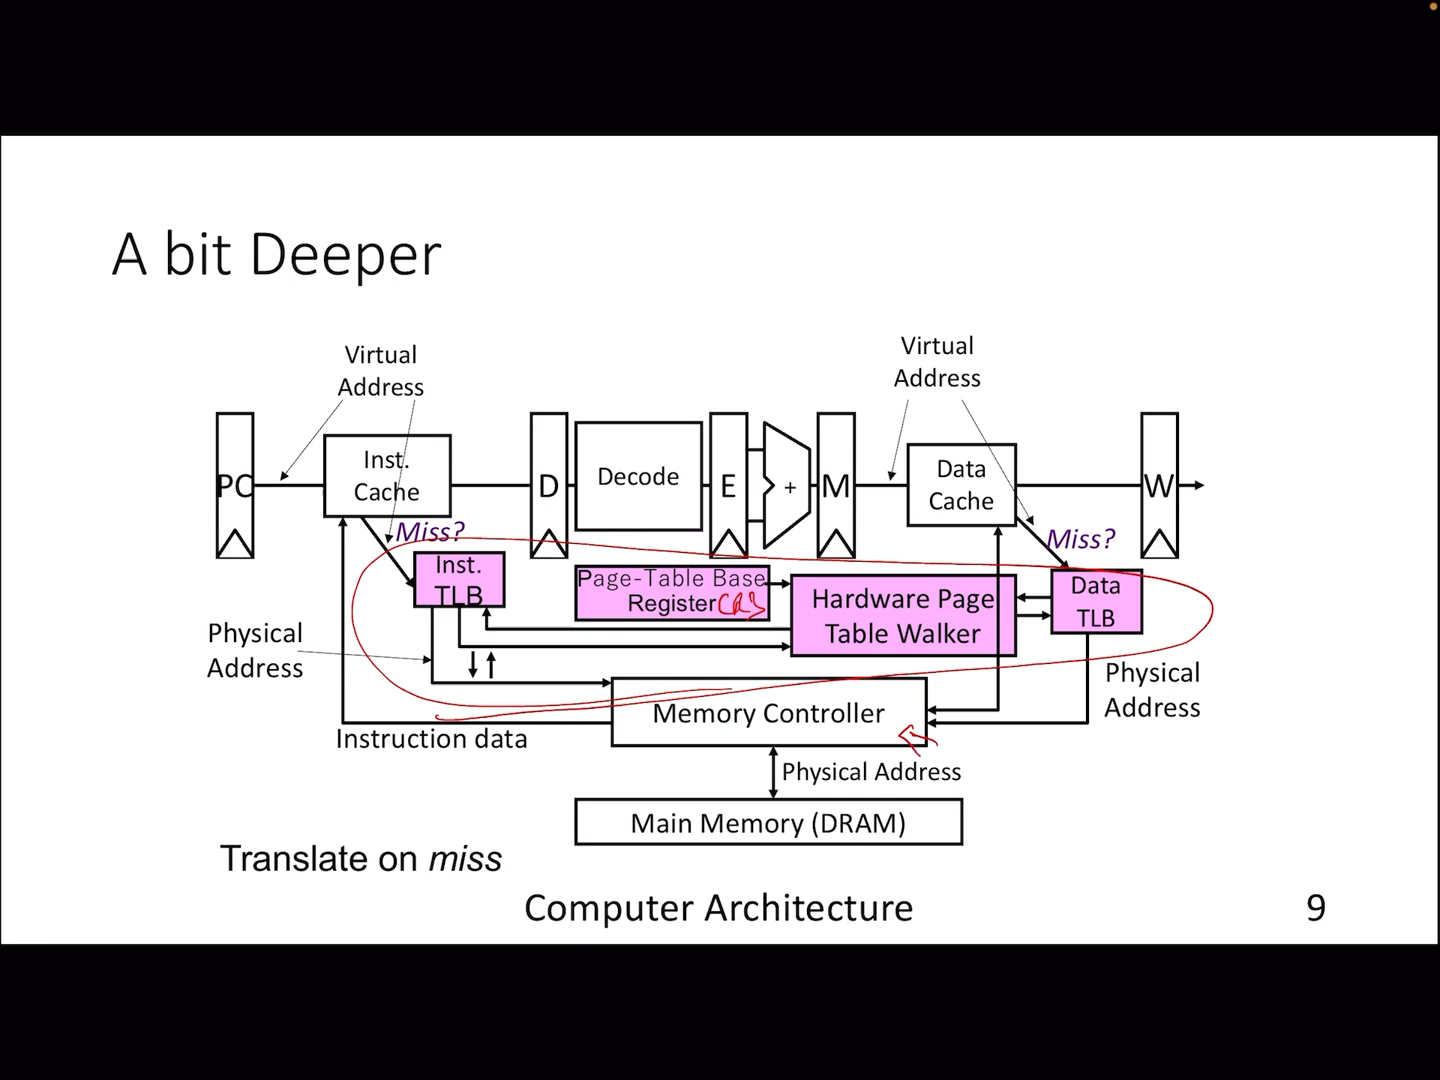 A bit Deeper
Virtual
Address
Virtual
Address
PC
Inst.
Cache
D
Decode
E
+
M
Data
Cache
W
Miss?
Miss?
Inst.
TLB
Page-Table Base
Register CR3
Hardware Page
Table Walker
Data
TLB
Physical
Address
Physical
Address
Memory Controller
Instruction data
Physical Address
Main Memory (DRAM)
Translate on miss
Computer Architecture
9